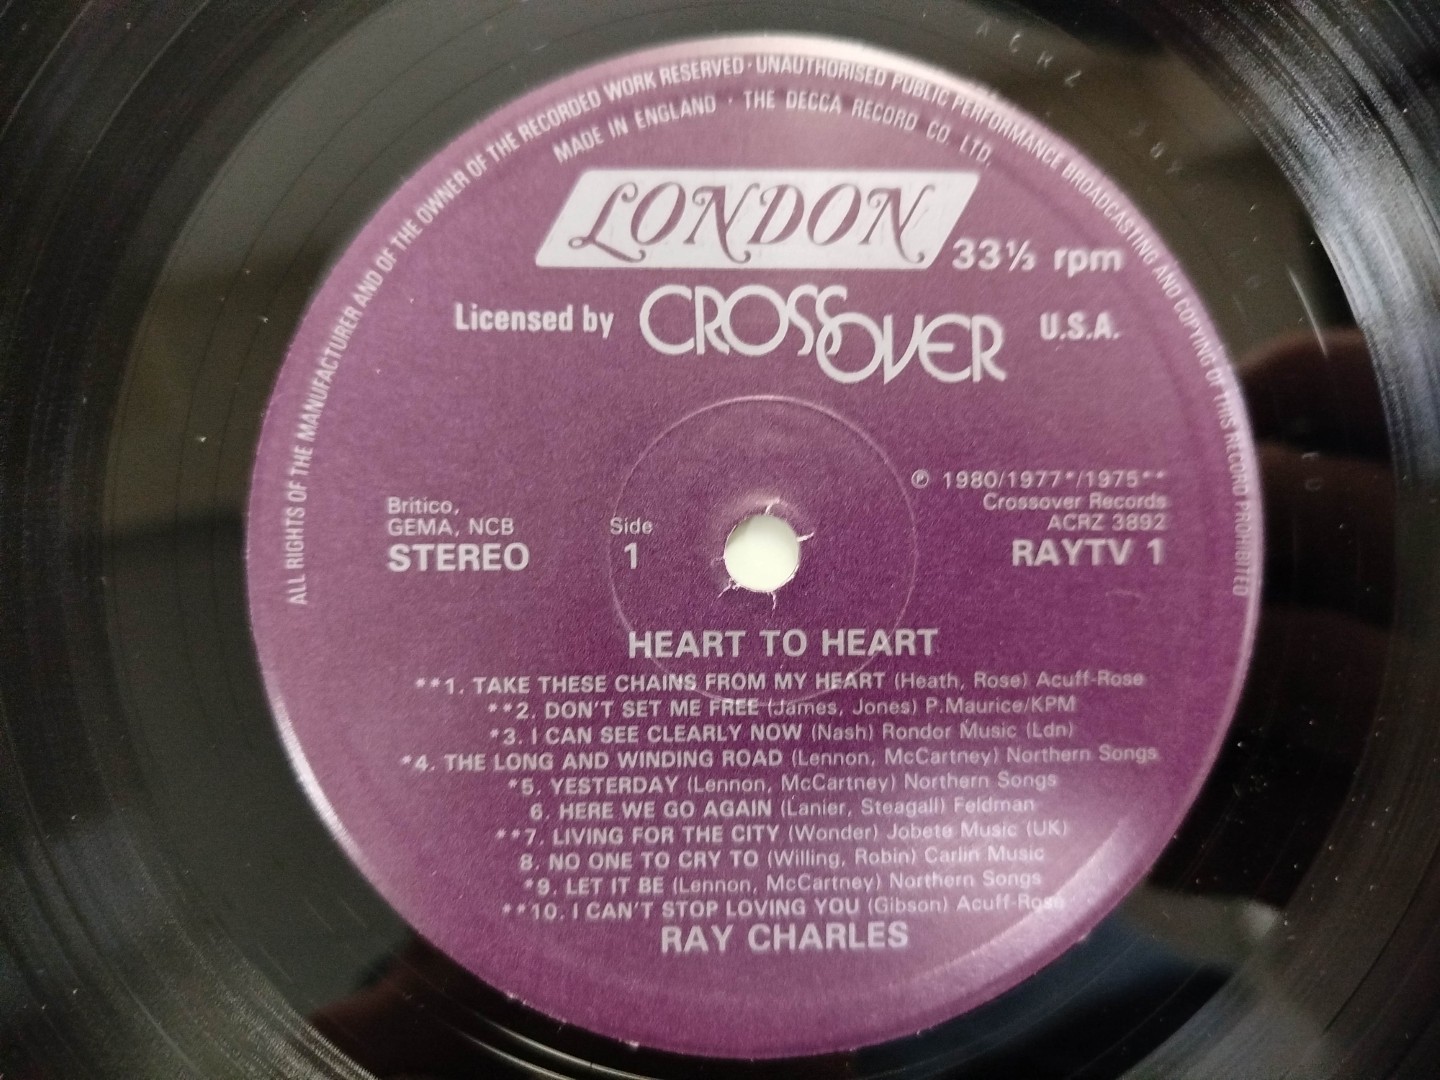 ALL RIGHTS OF THE MANUFACTURER AND OF THE OWNER OF THE RECORDED WORK RESERVED · UNAUTHORISED PUBLIC PERFORMANCE BROADCASTING AND COPYING OF THIS RECORD PROHIBITED
MADE IN ENGLAND · THE DECCA RECORD CO. LTD.
LONDON
33⅓ rpm
Licensed by CROSSOVER U.S.A.
℗ 1980/1977*/1975**
Crossover Records
ACRZ 3892
RAYTV 1
Britico,
GEMA, NCB
STEREO
Side
1
HEART TO HEART
**1. TAKE THESE CHAINS FROM MY HEART (Heath, Rose) Acuff-Rose
**2. DON'T SET ME FREE (James, Jones) P.Maurice/KPM
*3. I CAN SEE CLEARLY NOW (Nash) Rondor Music (Ldn)
*4. THE LONG AND WINDING ROAD (Lennon, McCartney) Northern Songs
*5. YESTERDAY (Lennon, McCartney) Northern Songs
6. HERE WE GO AGAIN (Lanier, Steagall) Feldman
**7. LIVING FOR THE CITY (Wonder) Jobete Music (UK)
8. NO ONE TO CRY TO (Willing, Robin) Carlin Music
*9. LET IT BE (Lennon, McCartney) Northern Songs
**10. I CAN'T STOP LOVING YOU (Gibson) Acuff-Rose
RAY CHARLES